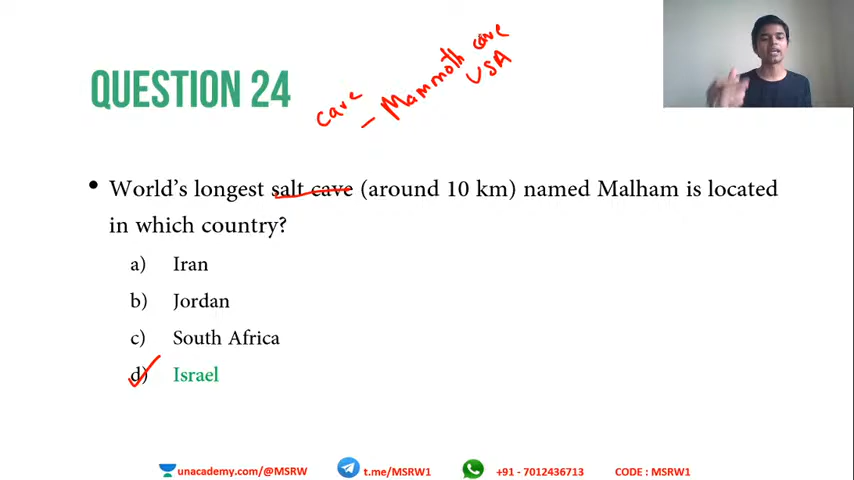 QUESTION 24
cave
- Mammoth cave
USA
• World's longest salt cave (around 10 km) named Malham is located
in which country?
a) Iran
b) Jordan
c) South Africa
d) Israel
unacademy.com/@MSRW
t.me/MSRW1
+91 - 7012436713
CODE : MSRW1